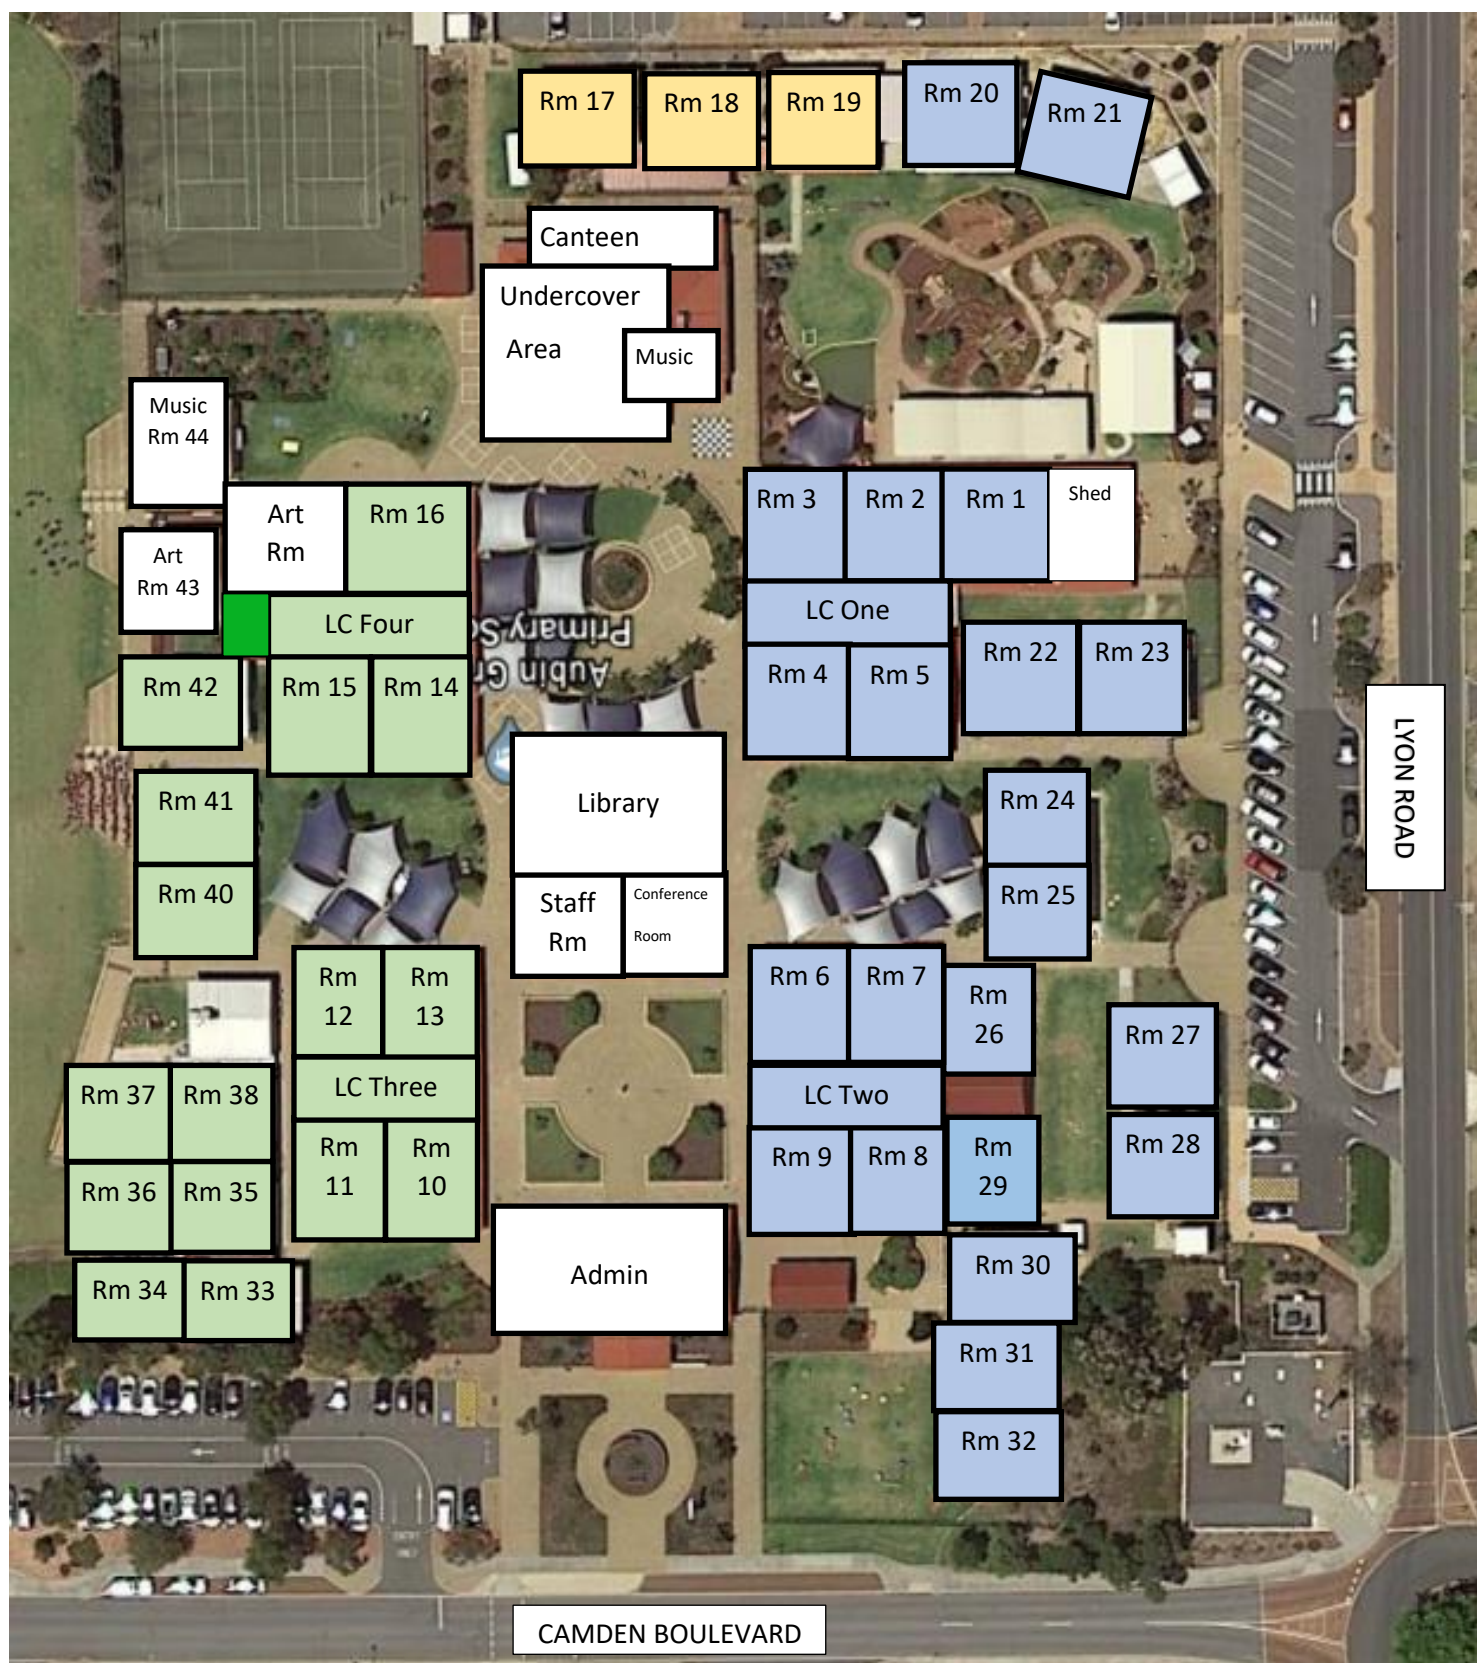 Rm 17
Rm 18
Rm 19
Rm 20
Rm 21
Canteen
Undercover
Area
Music
Music
Rm 44
Art
Rm
Rm 16
Rm 3
Rm 2
Rm 1
Shed
Art
Rm 43
LC Four
LC One
Primary Sc
Aubin Gr
Rm 42
Rm 15
Rm 14
Rm 4
Rm 5
Rm 22
Rm 23
LYON ROAD
Rm 41
Rm 40
Library
Staff
Rm
Conference
Room
Rm 24
Rm 25
Rm
12
Rm
13
Rm 6
Rm 7
Rm
26
Rm 27
Rm 28
Rm 37
Rm 38
LC Three
LC Two
Rm 36
Rm 35
Rm
11
Rm
10
Rm 9
Rm 8
Rm
29
Rm 34
Rm 33
Admin
Rm 30
Rm 31
Rm 32
CAMDEN BOULEVARD